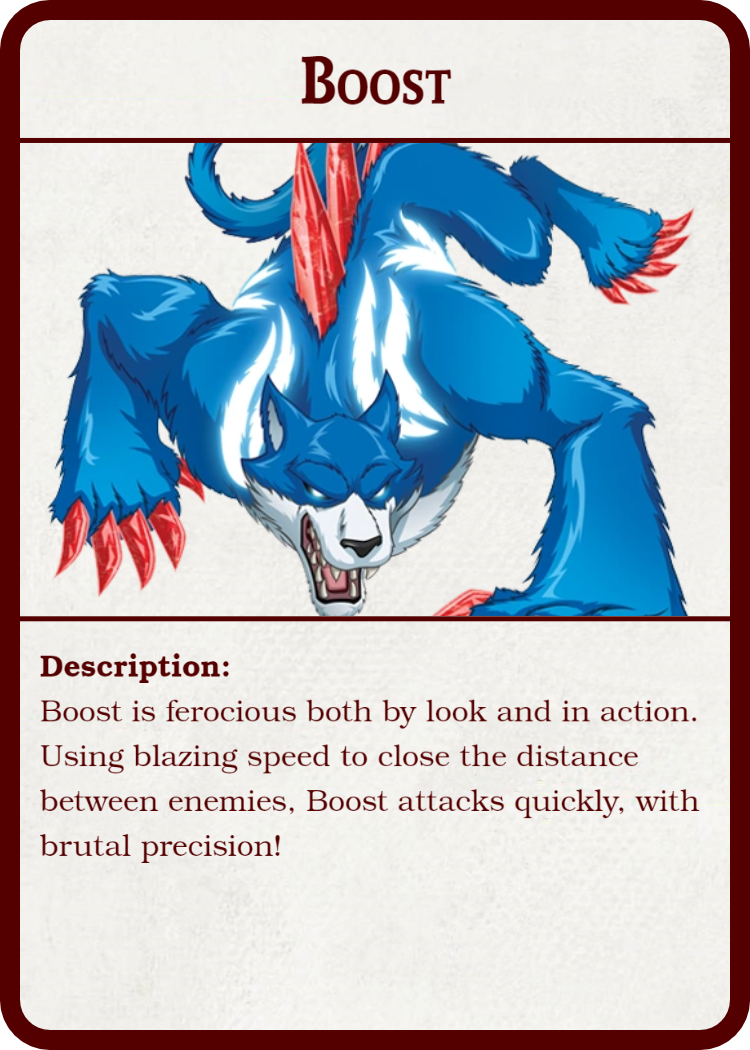 Boost
Description:
Boost is ferocious both by look and in action.
Using blazing speed to close the distance
between enemies, Boost attacks quickly, with
brutal precision!